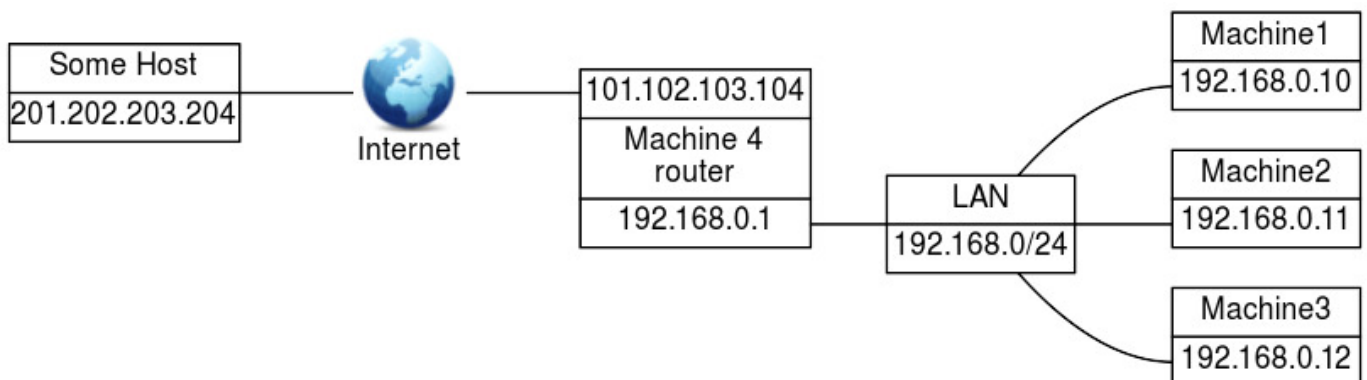 Some Host
201.202.203.204
Internet
101.102.103.104
Machine 4
router
192.168.0.1
LAN
192.168.0/24
Machine1
192.168.0.10
Machine2
192.168.0.11
Machine3
192.168.0.12